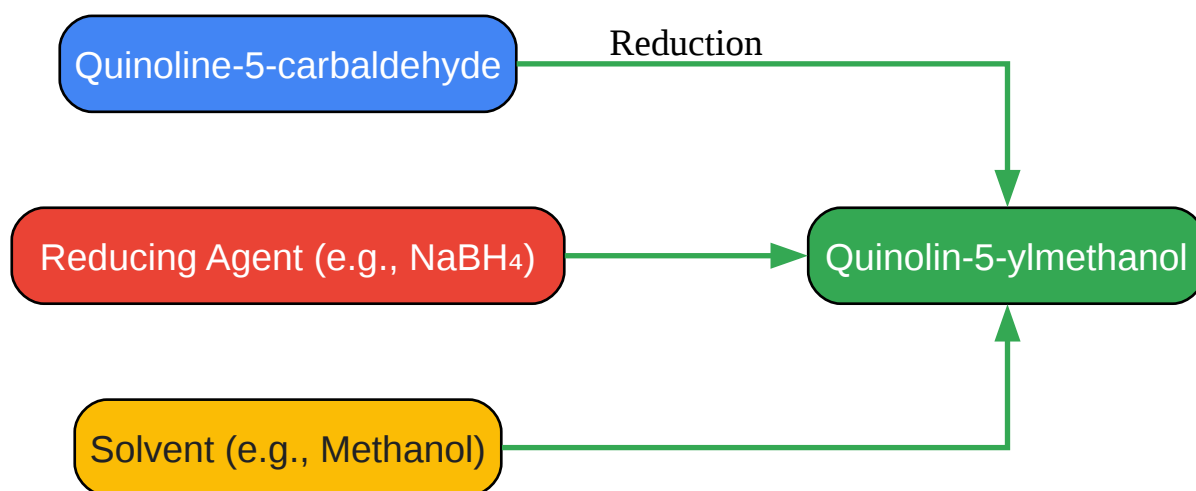 Quinoline-5-carbaldehyde
Reduction
Reducing Agent (e.g., NaBH₄)
Quinolin-5-ylmethanol
Solvent (e.g., Methanol)